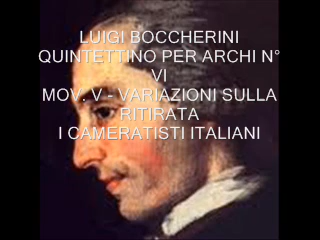 LUIGI BOCCHERINI
QUINTETTINO PER ARCHI N°
VI
MOV. V - VARIAZIONI SULLA
RITIRATA
I CAMERATISTI ITALIANI